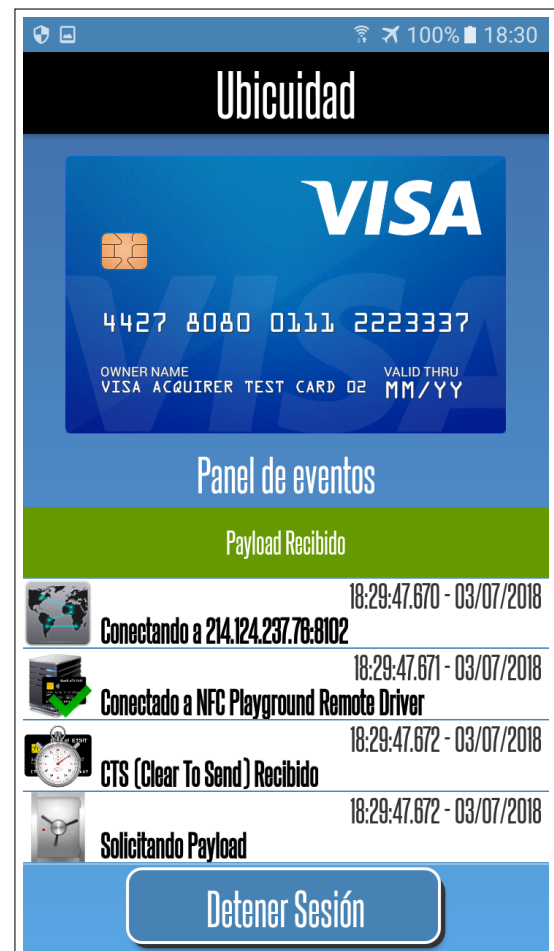 100% 18:30
Ubicuidad
VISA
4427 8080 0111 2223337
OWNER NAME
VISA ACQUIRER TEST CARD 02
VALID THRU
MM/YY
Panel de eventos
Payload Recibido
18:29:47.670 - 03/07/2018
Conectando a 214.124.237.76:8102
18:29:47.671 - 03/07/2018
Conectado a NFC Playground Remote Driver
18:29:47.672 - 03/07/2018
CTS (Clear To Send) Recibido
18:29:47.672 - 03/07/2018
Solicitando Payload
Detener Sesión